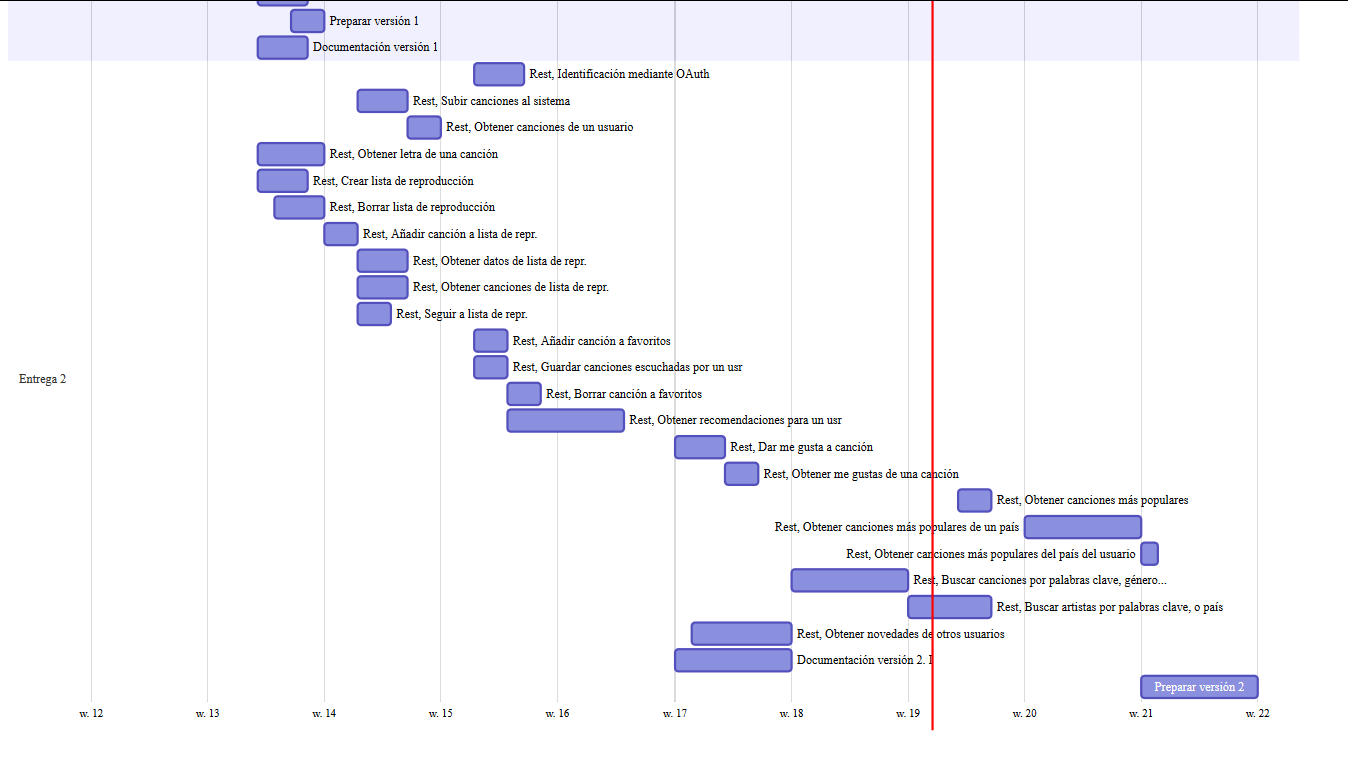 Preparar versión 1
Documentación versión 1
Rest, Identificación mediante OAuth
Rest, Subir canciones al sistema
Rest, Obtener canciones de un usuario
Rest, Obtener letra de una canción
Rest, Crear lista de reproducción
Rest, Borrar lista de reproducción
Rest, Añadir canción a lista de repr.
Rest, Obtener datos de lista de repr.
Rest, Obtener canciones de lista de repr.
Rest, Seguir a lista de repr.
Rest, Añadir canción a favoritos
Rest, Guardar canciones escuchadas por un usr
Entrega 2
Rest, Borrar canción a favoritos
Rest, Obtener recomendaciones para un usr
Rest, Dar me gusta a canción
Rest, Obtener me gustas de una canción
Rest, Obtener canciones más populares
Rest, Obtener canciones más populares de un país
Rest, Obtener canciones más populares del país del usuario
Rest, Buscar canciones por palabras clave, género...
Rest, Buscar artistas por palabras clave, o país
Rest, Obtener novedades de otros usuarios
Documentación versión 2. I
Preparar versión 2
w. 12 w. 13 w. 14 w. 15 w. 16 w. 17 w. 18 w. 19 w. 20 w. 21 w. 22